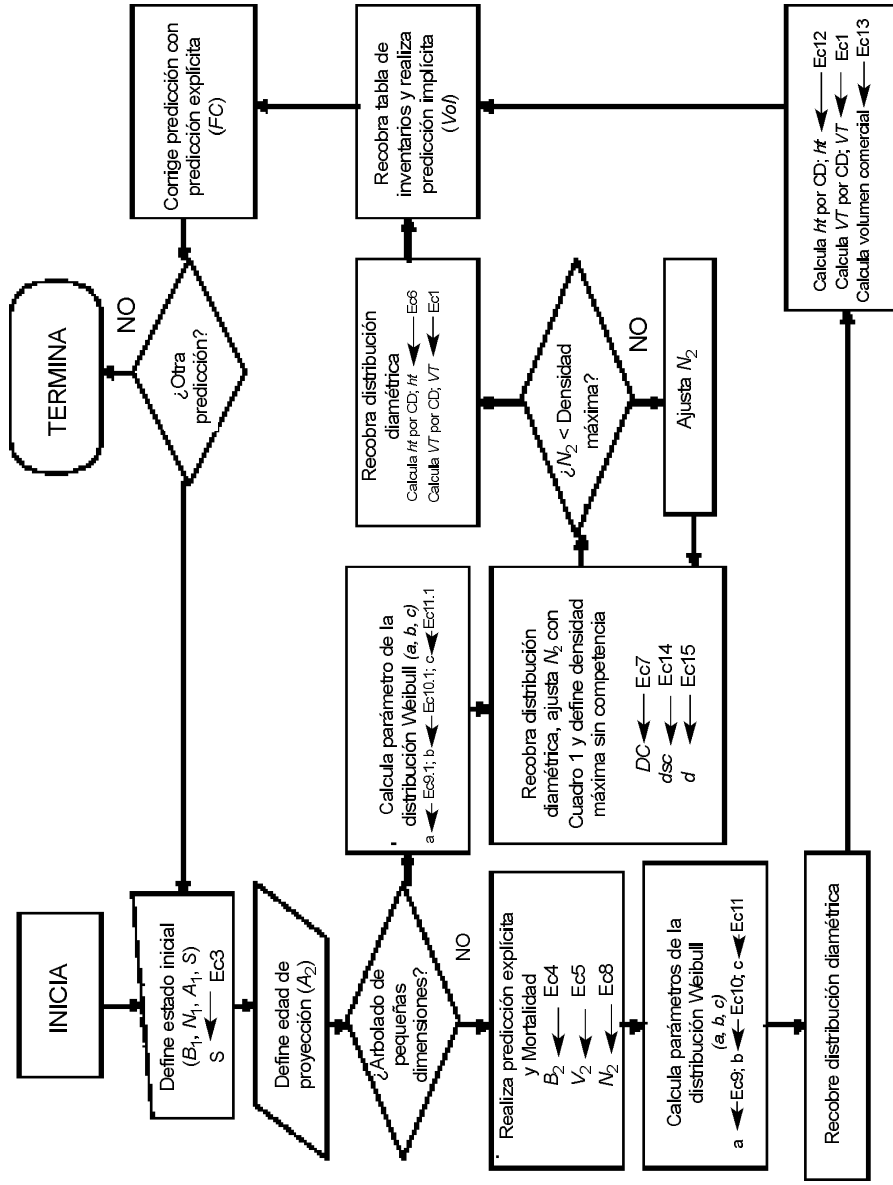 INICIA
Define estado inicial
(B₁, N₁, A₁, S)
S ← Ec3
Define edad de
proyección (A₂)
¿Arbolado de
pequeñas
dimensiones?
NO
Realiza predicción explícita
y Mortalidad
B₂ ← Ec4
V₂ ← Ec5
N₂ ← Ec8
Calcula parámetros de la
distribución Weibull
(a, b, c)
a ← Ec9; b ← Ec10; c ← Ec11
Recobre distribución diamétrica
Calcula parámetro de la
distribución Weibull (a, b, c)
a ← Ec9.1; b ← Ec10.1; c ← Ec11.1
Recobra distribución
diamétrica, ajusta N₂ con
Cuadro 1 y define densidad
máxima sin competencia
DC ← Ec7
dsc ← Ec14
d ← Ec15
¿N₂ < Densidad
máxima?
NO
Ajusta N₂
Recobra distribución
diamétrica
Calcula ht por CD; ht ← Ec6
Calcula VT por CD; VT ← Ec1
Calcula ht por CD; ht ← Ec12
Calcula VT por CD; VT ← Ec1
Calcula volumen comercial ← Ec13
Recobra tabla de
inventarios y realiza
predicción implícita
(Vol)
Corrige predicción con
predicción explícita
(FC)
¿Otra
predicción?
NO
TERMINA